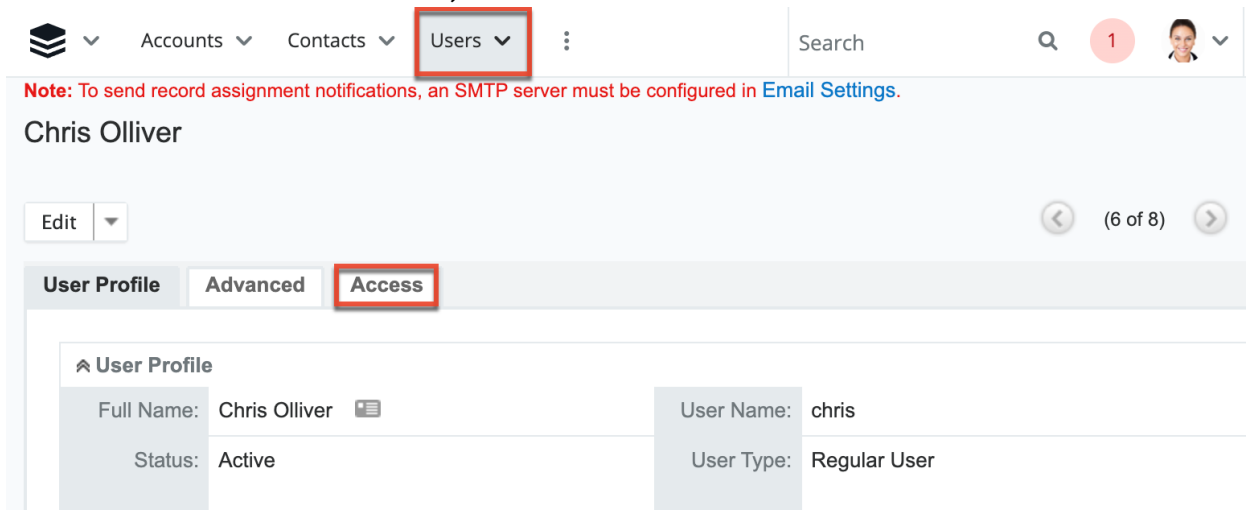 Accounts Contacts Users Search 1
Note: To send record assignment notifications, an SMTP server must be configured in Email Settings.
Chris Olliver
Edit (6 of 8)
User Profile Advanced Access
User Profile
Full Name: Chris Olliver User Name: chris
Status: Active User Type: Regular User